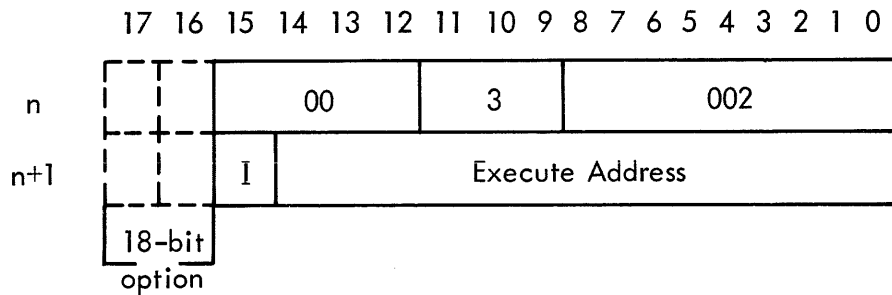 17 16 15 14 13 12 11 10 9 8 7 6 5 4 3 2 1 0
n 00 3 002
n+1 I Execute Address
18-bit
option